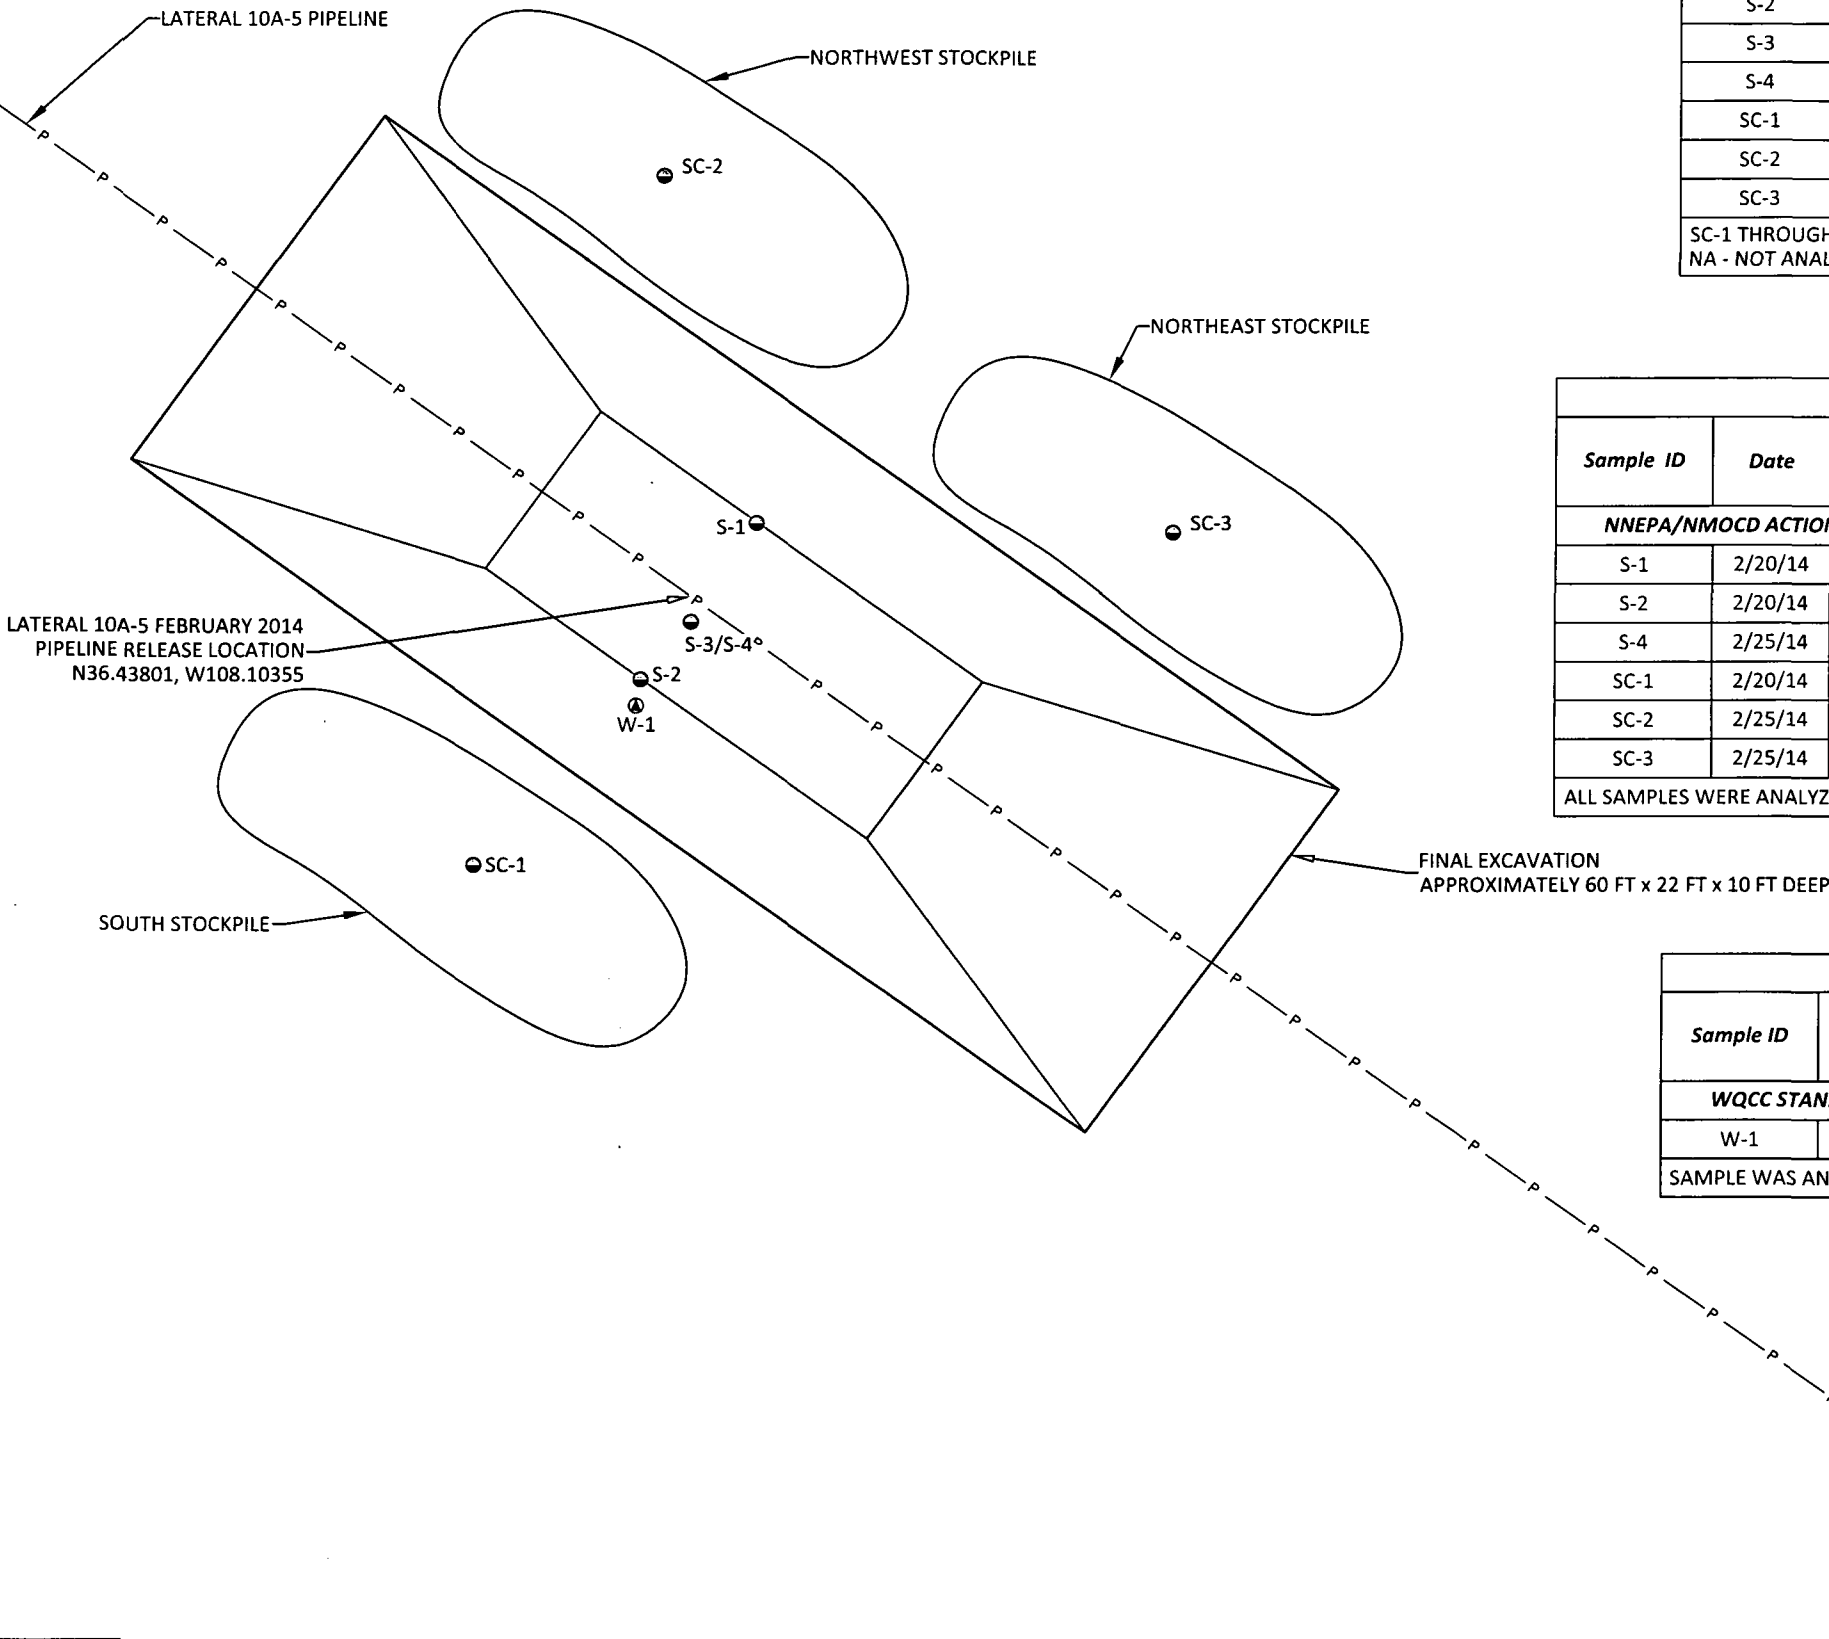 LATERAL 10A-5 PIPELINE
NORTHWEST STOCKPILE
SC-2
NORTHEAST STOCKPILE
SC-3
S-1
LATERAL 10A-5 FEBRUARY 2014
PIPELINE RELEASE LOCATION
N36.43801, W108.10355
S-3/S-4
S-2
W-1
SC-1
SOUTH STOCKPILE
FINAL EXCAVATION
APPROXIMATELY 60 FT x 22 FT x 10 FT DEEP
P P P P P P P P P P P P P P P P P P P P P P P P P P P P P
S-2
S-3
S-4
SC-1
SC-2
SC-3
SC-1 THROUGH
NA - NOT ANAL
Sample ID Date
NNEPA/NMOCD ACTION
S-1 2/20/14
S-2 2/20/14
S-4 2/25/14
SC-1 2/20/14
SC-2 2/25/14
SC-3 2/25/14
ALL SAMPLES WERE ANALYZ
Sample ID
WQCC STAN
W-1
SAMPLE WAS AN